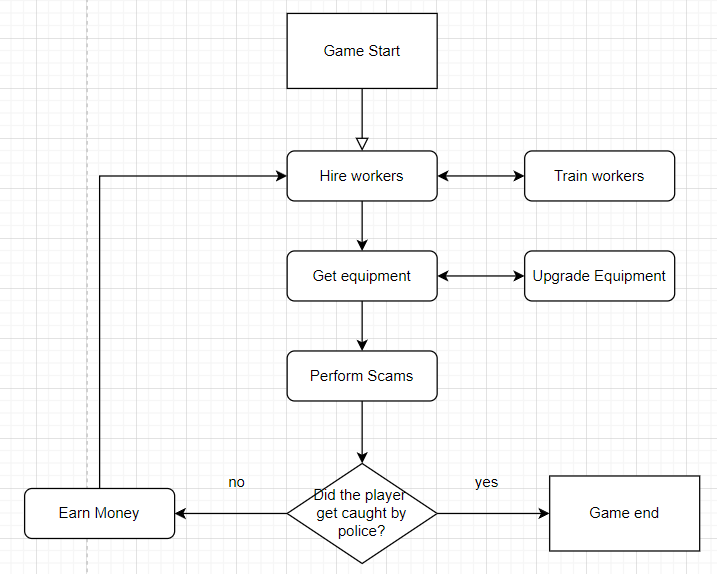 Game Start
Hire workers
Train workers
Get equipment
Upgrade Equipment
Perform Scams
no
Did the player
get caught by
police?
yes
Earn Money
Game end